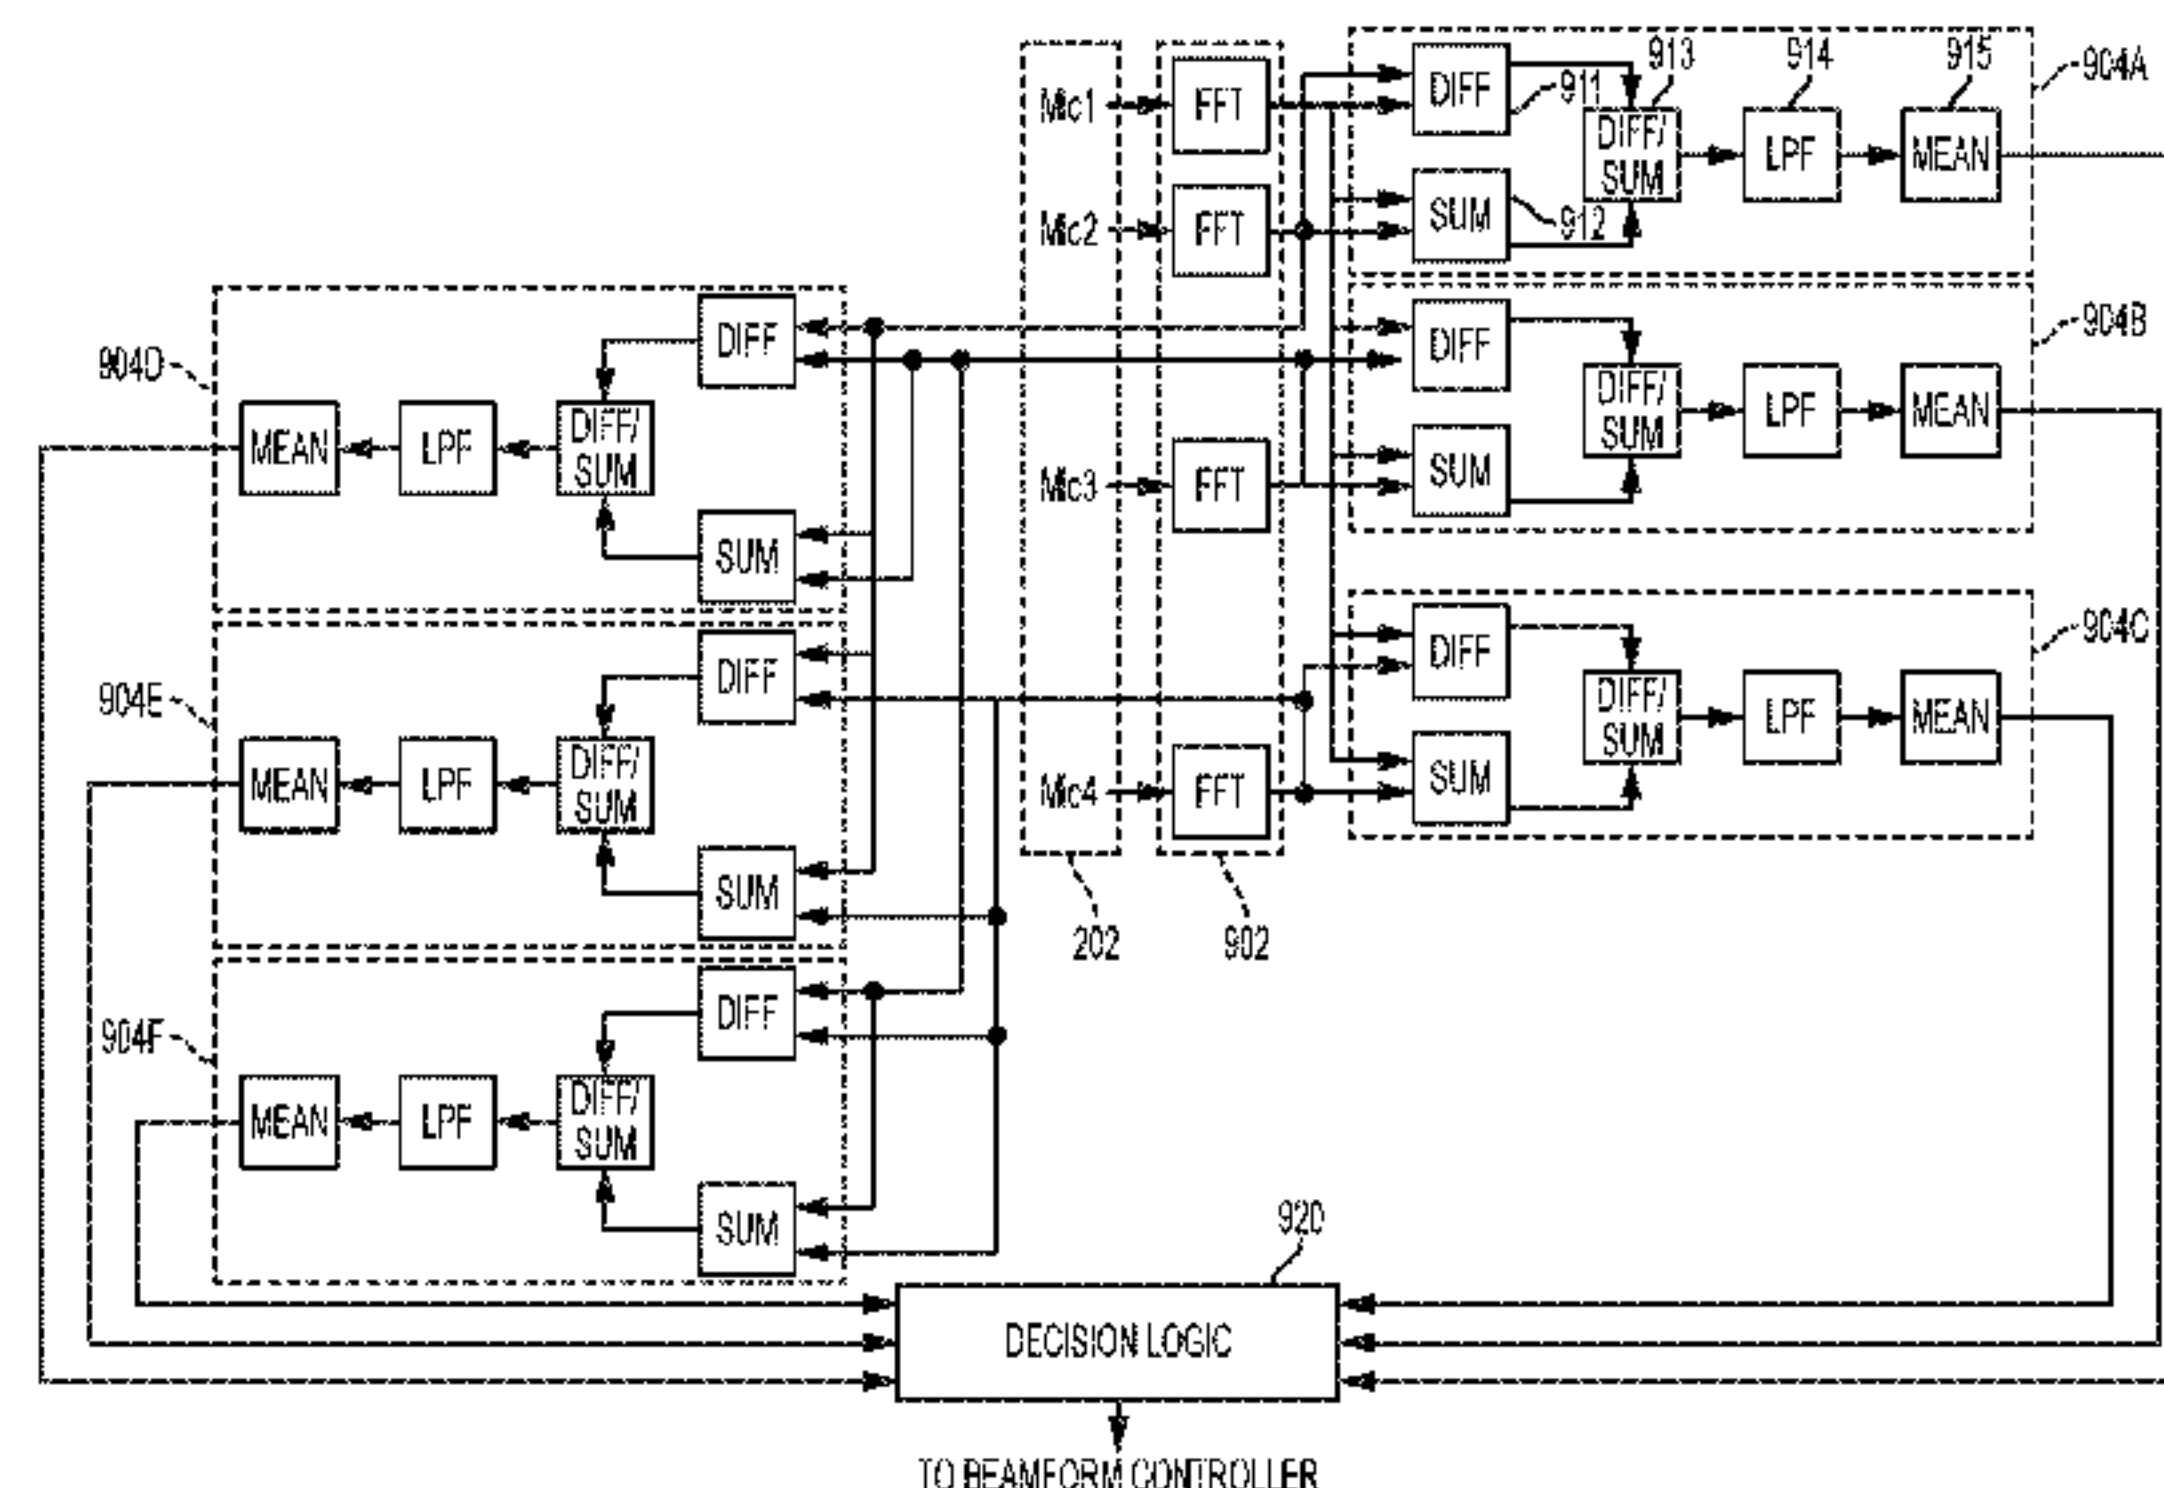 Mic1
FFT
DIFF
911
913
914
915
904A
DIFF/
SUM
LPF
MEAN
Mic2
FFT
SUM
912
DIFF
904B
DIFF/
SUM
LPF
MEAN
Mic3
FFT
SUM
DIFF
904C
DIFF/
SUM
LPF
MEAN
Mic4
FFT
SUM
202
902
904D
DIFF
MEAN
LPF
DIFF/
SUM
SUM
904E
DIFF
MEAN
LPF
DIFF/
SUM
SUM
904F
DIFF
MEAN
LPF
DIFF/
SUM
SUM
920
DECISION LOGIC
TO BEAMFORM CONTROLLER